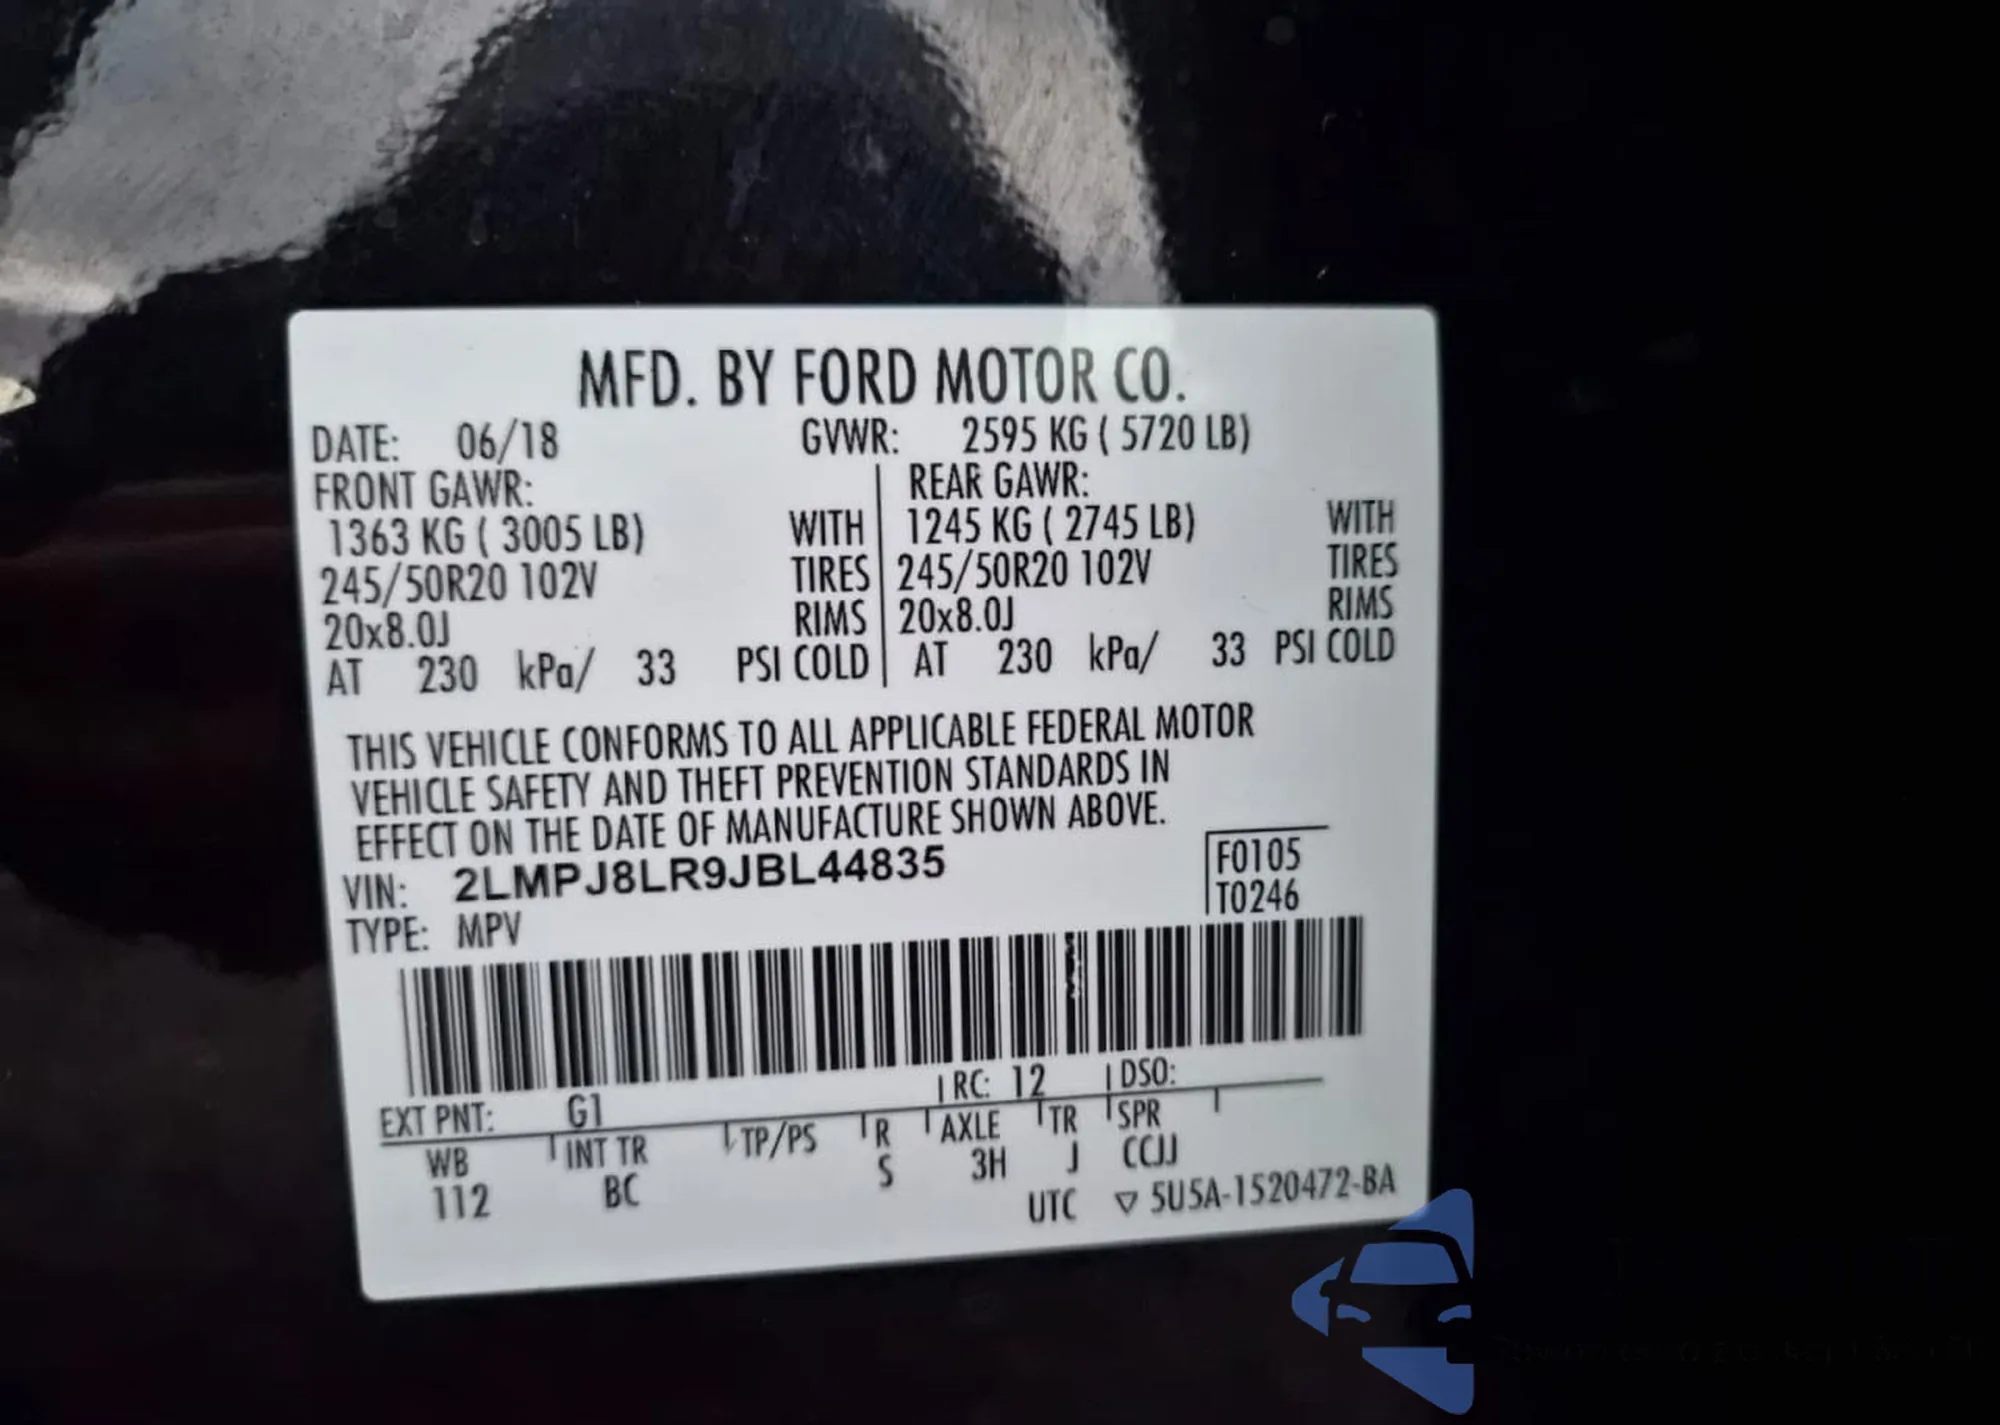 MFD. BY FORD MOTOR CO.
DATE: 06/18 GVWR: 2595 KG ( 5720 LB)
FRONT GAWR: REAR GAWR:
1363 KG ( 3005 LB) WITH 1245 KG ( 2745 LB) WITH
245/50R20 102V TIRES 245/50R20 102V TIRES
20x8.0J RIMS 20x8.0J RIMS
AT 230 kPa/ 33 PSI COLD AT 230 kPa/ 33 PSI COLD
THIS VEHICLE CONFORMS TO ALL APPLICABLE FEDERAL MOTOR
VEHICLE SAFETY AND THEFT PREVENTION STANDARDS IN
EFFECT ON THE DATE OF MANUFACTURE SHOWN ABOVE.
VIN: 2LMPJ8LR9JBL44835 F0105
TYPE: MPV T0246
EXT PNT: G1 RC: 12 DSO:
WB INT TR TP/PS R AXLE TR SPR
112 BC S 3H J CCJJ
UTC ▽ 5U5A-1520472-BA